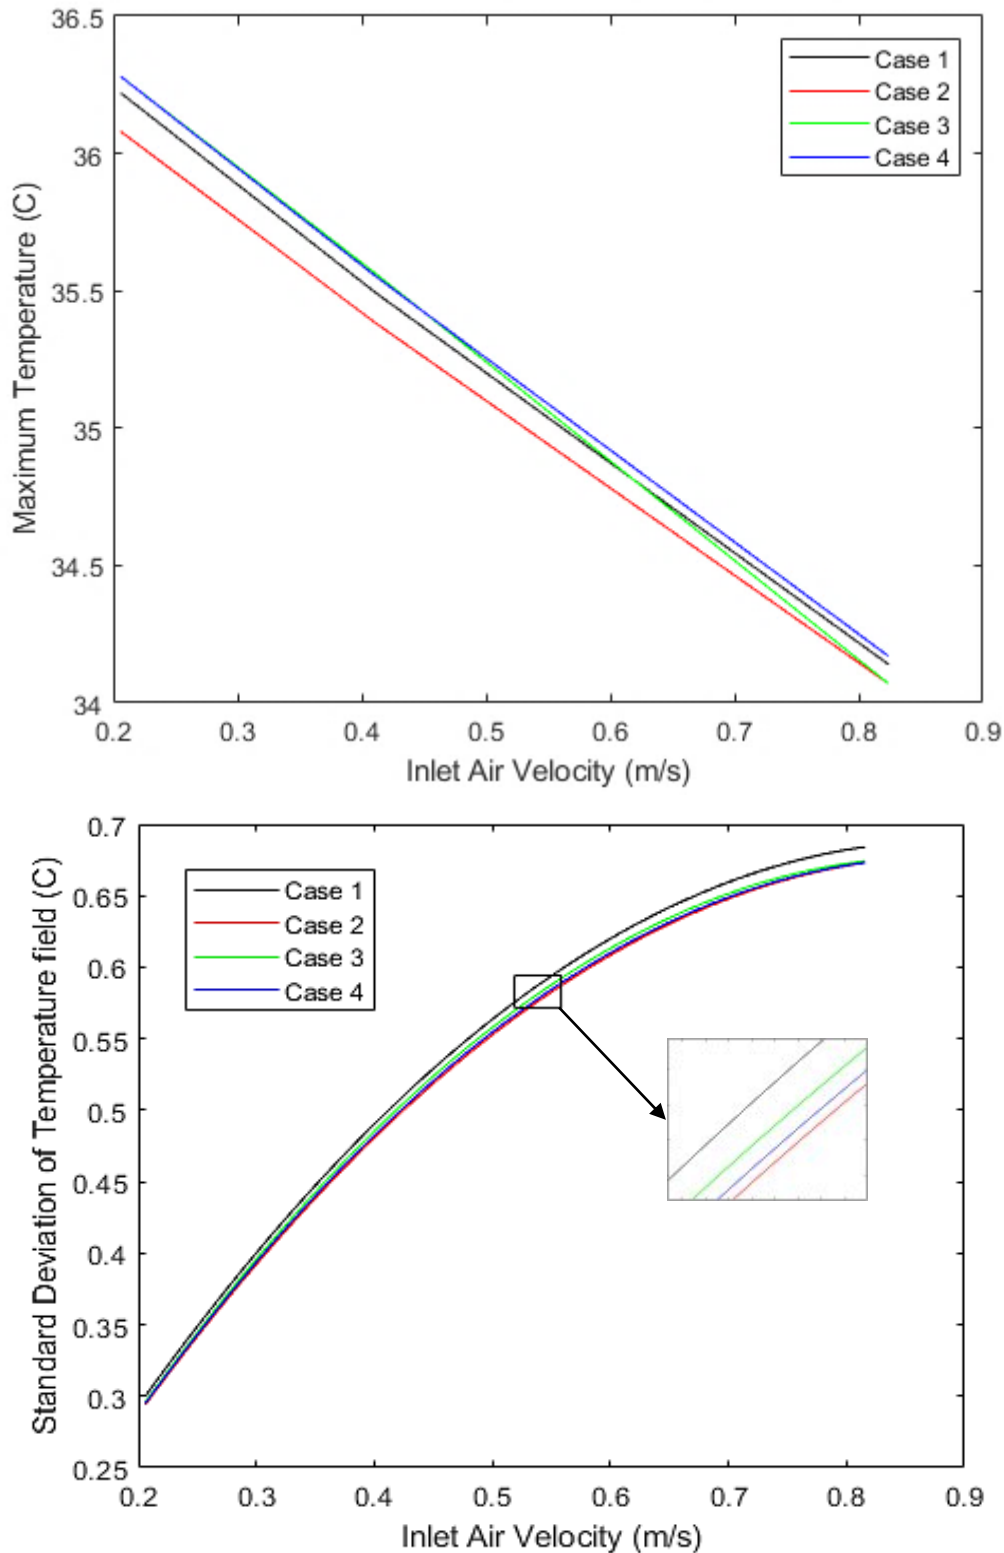 36.5
36
35.5
35
34.5
34
Maximum Temperature (C)
Case 1
Case 2
Case 3
Case 4
0.2 0.3 0.4 0.5 0.6 0.7 0.8 0.9
Inlet Air Velocity (m/s)
0.7
0.65
0.6
0.55
0.5
0.45
0.4
0.35
0.3
0.25
Standard Deviation of Temperature field (C)
Case 1
Case 2
Case 3
Case 4
0.2 0.3 0.4 0.5 0.6 0.7 0.8 0.9
Inlet Air Velocity (m/s)